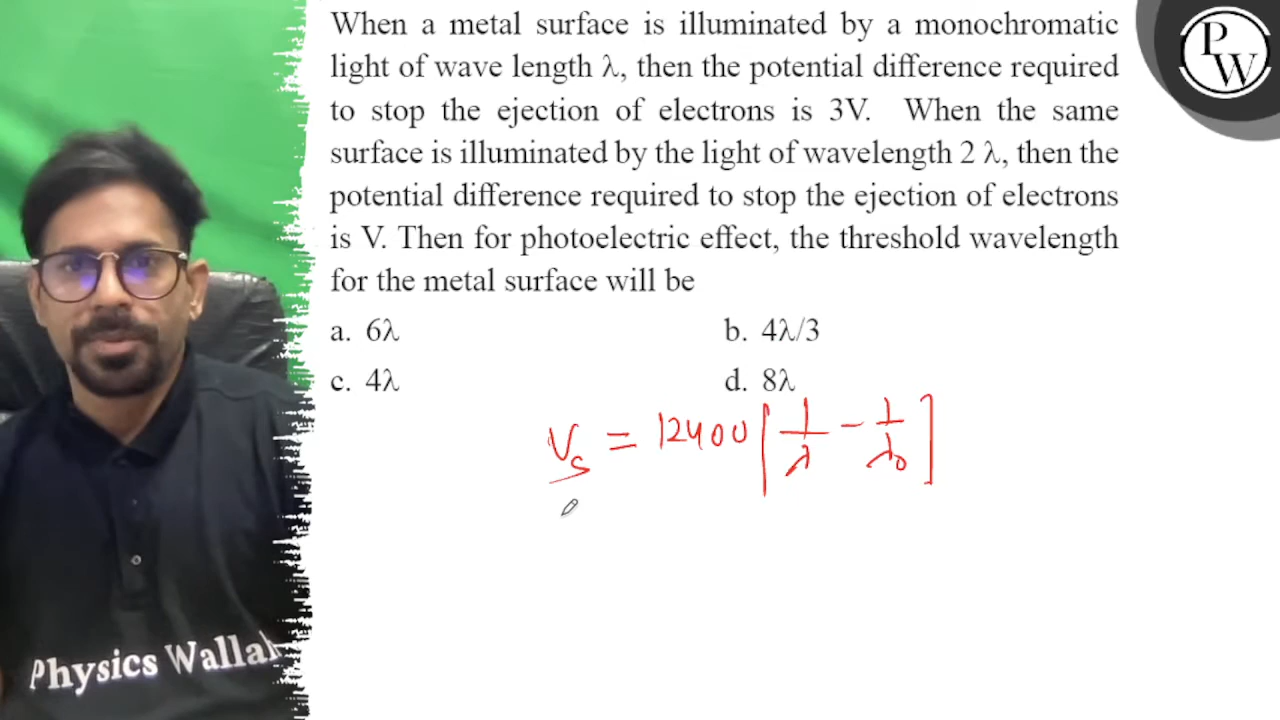 When a metal surface is illuminated by a monochromatic
light of wave length λ, then the potential difference required
to stop the ejection of electrons is 3V. When the same
surface is illuminated by the light of wavelength 2 λ, then the
potential difference required to stop the ejection of electrons
is V. Then for photoelectric effect, the threshold wavelength
for the metal surface will be
a. 6λ b. 4λ/3
c. 4λ d. 8λ
V_s = 12400 [1/λ - 1/λ₀]
P
W
Physics Wallah